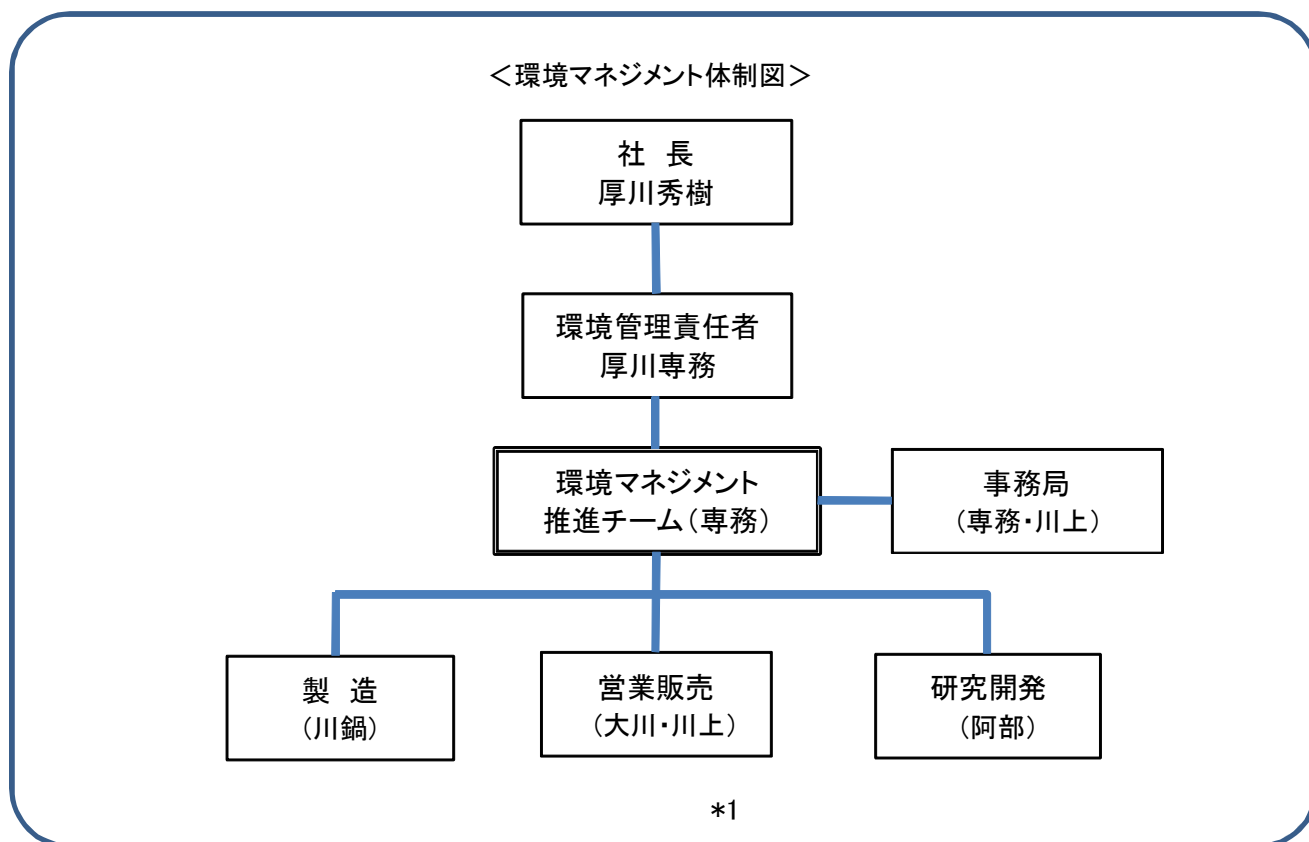 ＜環境マネジメント体制図＞
社　長
厚川秀樹
環境管理責任者
厚川専務
環境マネジメント
推進チーム（専務）
事務局
（専務・川上）
製　造
（川鍋）
営業販売
（大川・川上）
研究開発
（阿部）
*1